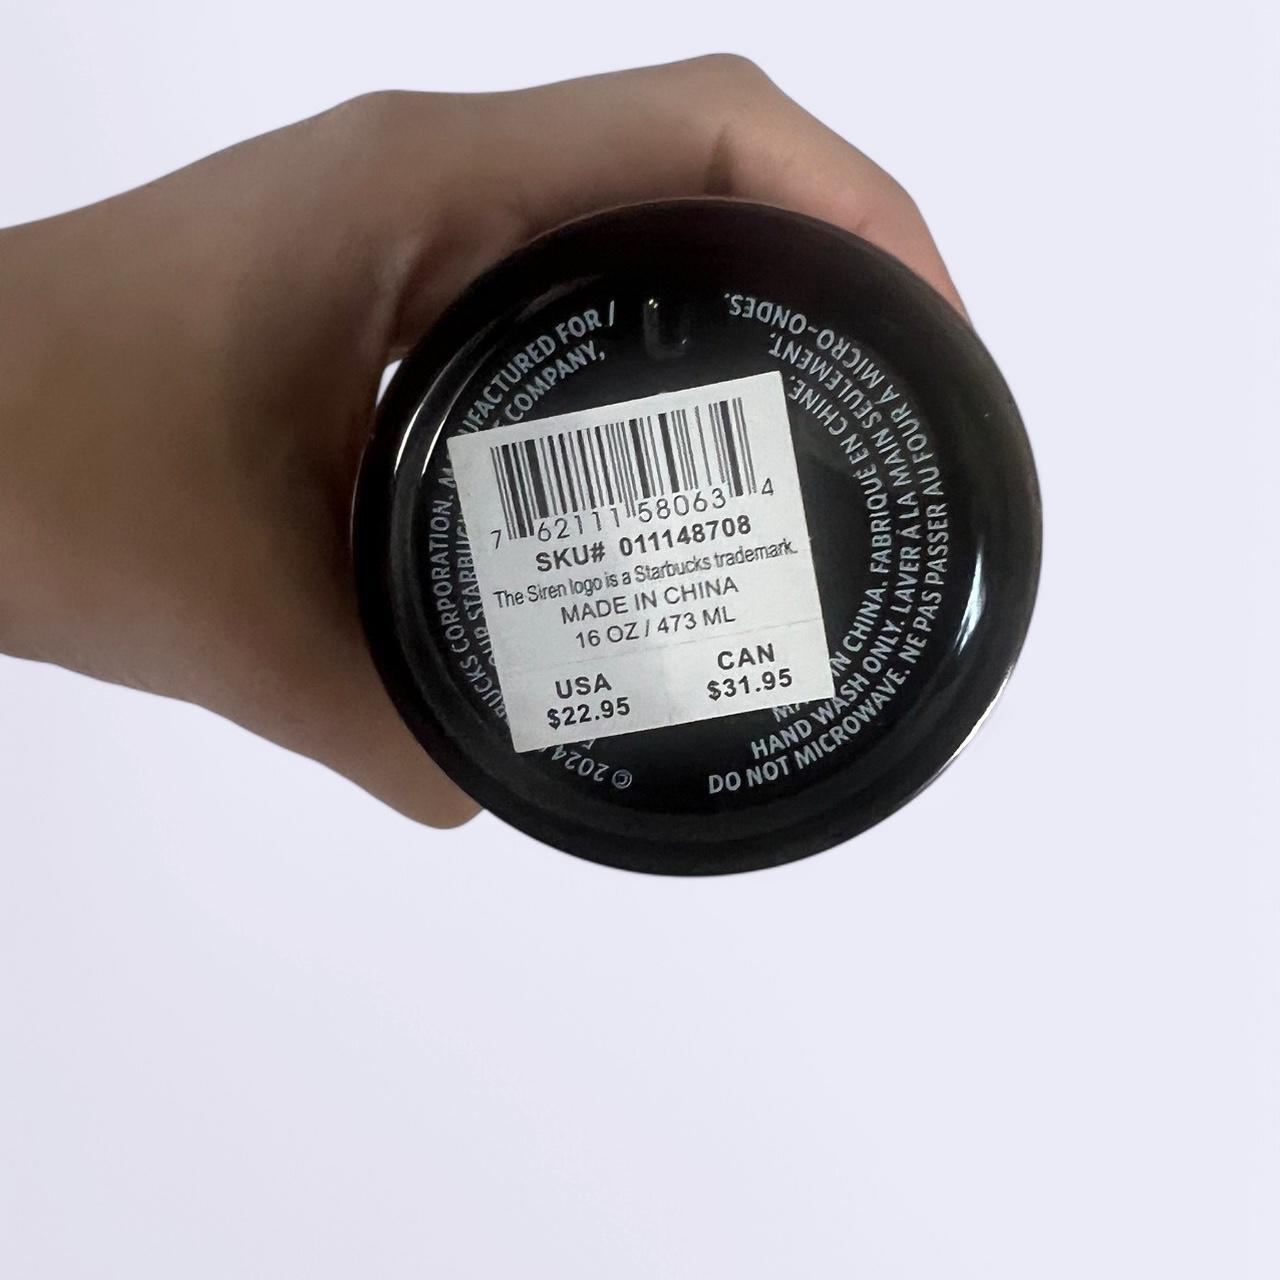 7 62111 58063 4
SKU# 011148708
The Siren logo is a Starbucks trademark.
MADE IN CHINA
16 OZ / 473 ML
USA
$22.95
CAN
$31.95
© 2024
CORPORATION.
FOR /
COMPANY,
CHINA. FABRIQUÉ EN CHINE.
HAND WASH ONLY. LAVER À LA MAIN SEULEMENT.
DO NOT MICROWAVE. NE PAS PASSER AU FOUR À MICRO-ONDES.